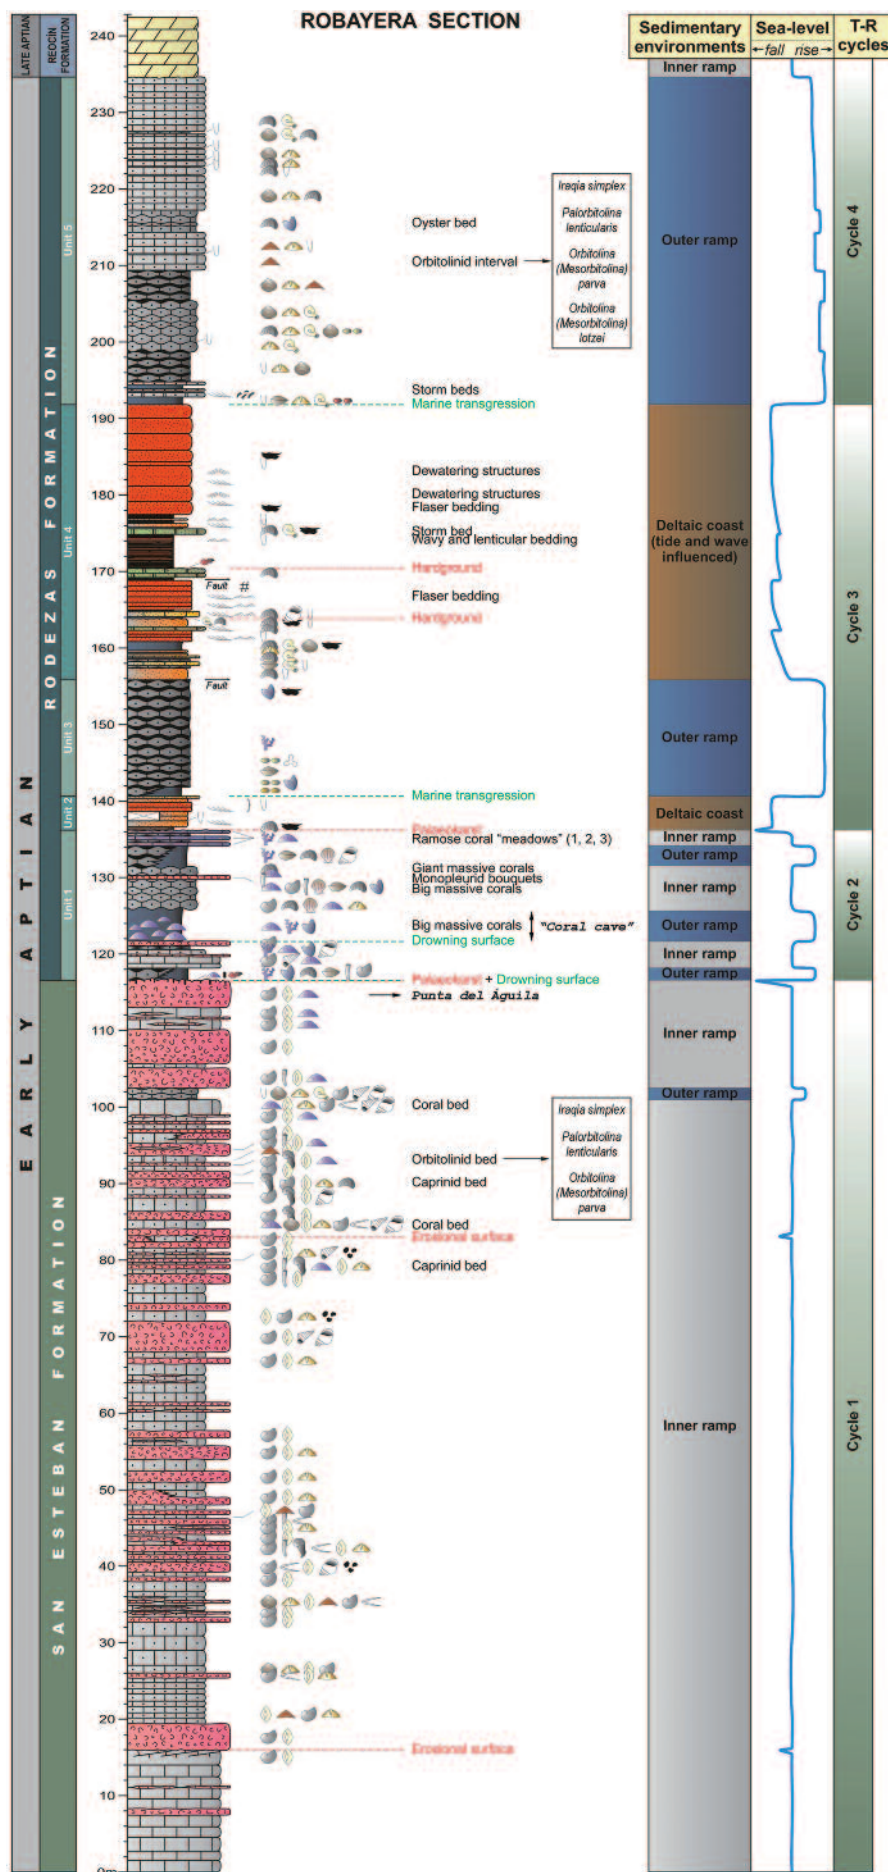 ROBAYERA SECTION
LATE APTIAN
REOCÍN
FORMATION
Sedimentary
environments
Sea-level
fall rise
T-R
cycles
240
230
220
210
200
190
180
170
160
150
140
130
120
110
100
90
80
70
60
50
40
30
20
10
0m
EARLY APTIAN
RODEZAS FORMATION
SAN ESTEBAN FORMATION
Unit 5
Unit 4
Unit 3
Unit 2
Unit 1
Oyster bed
Orbitolinid interval
Iraqia simplex
Palorbitolina
lenticularis
Orbitolina
(Mesorbitolina)
parva
Orbitolina
(Mesorbitolina)
lotzei
Storm beds
Marine transgression
Dewatering structures
Dewatering structures
Flaser bedding
Storm bed
Wavy and lenticular bedding
Hardground
Fault
#
Flaser bedding
Hardground
Fault
Marine transgression
Palaeokarst
Ramose coral "meadows" (1, 2, 3)
Giant massive corals
Monopleurid bouquets
Big massive corals
Big massive corals
"Coral cave"
Drowning surface
Palaeokarst + Drowning surface
Punta del Águila
Coral bed
Orbitolinid bed
Iraqia simplex
Palorbitolina
lenticularis
Orbitolina
(Mesorbitolina)
parva
Caprinid bed
Coral bed
Erosional surface
Caprinid bed
Erosional surface
Inner ramp
Outer ramp
Deltaic coast
(tide and wave
influenced)
Outer ramp
Deltaic coast
Inner ramp
Outer ramp
Inner ramp
Outer ramp
Inner ramp
Outer ramp
Inner ramp
Outer ramp
Inner ramp
Cycle 4
Cycle 3
Cycle 2
Cycle 1